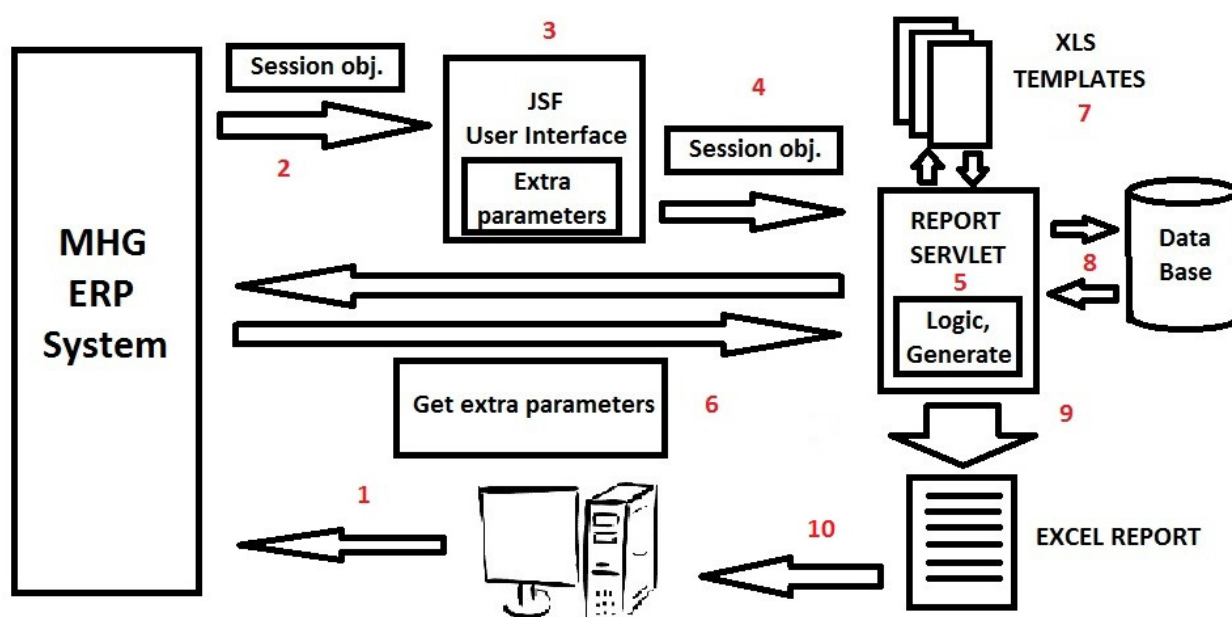 3
Session obj.
XLS
TEMPLATES
7
JSF
User Interface
4
2
Session obj.
Extra
parameters
MHG
ERP
System
REPORT
SERVLET
5
8
Data
Base
Logic,
Generate
Get extra parameters
6
9
1
10
EXCEL REPORT